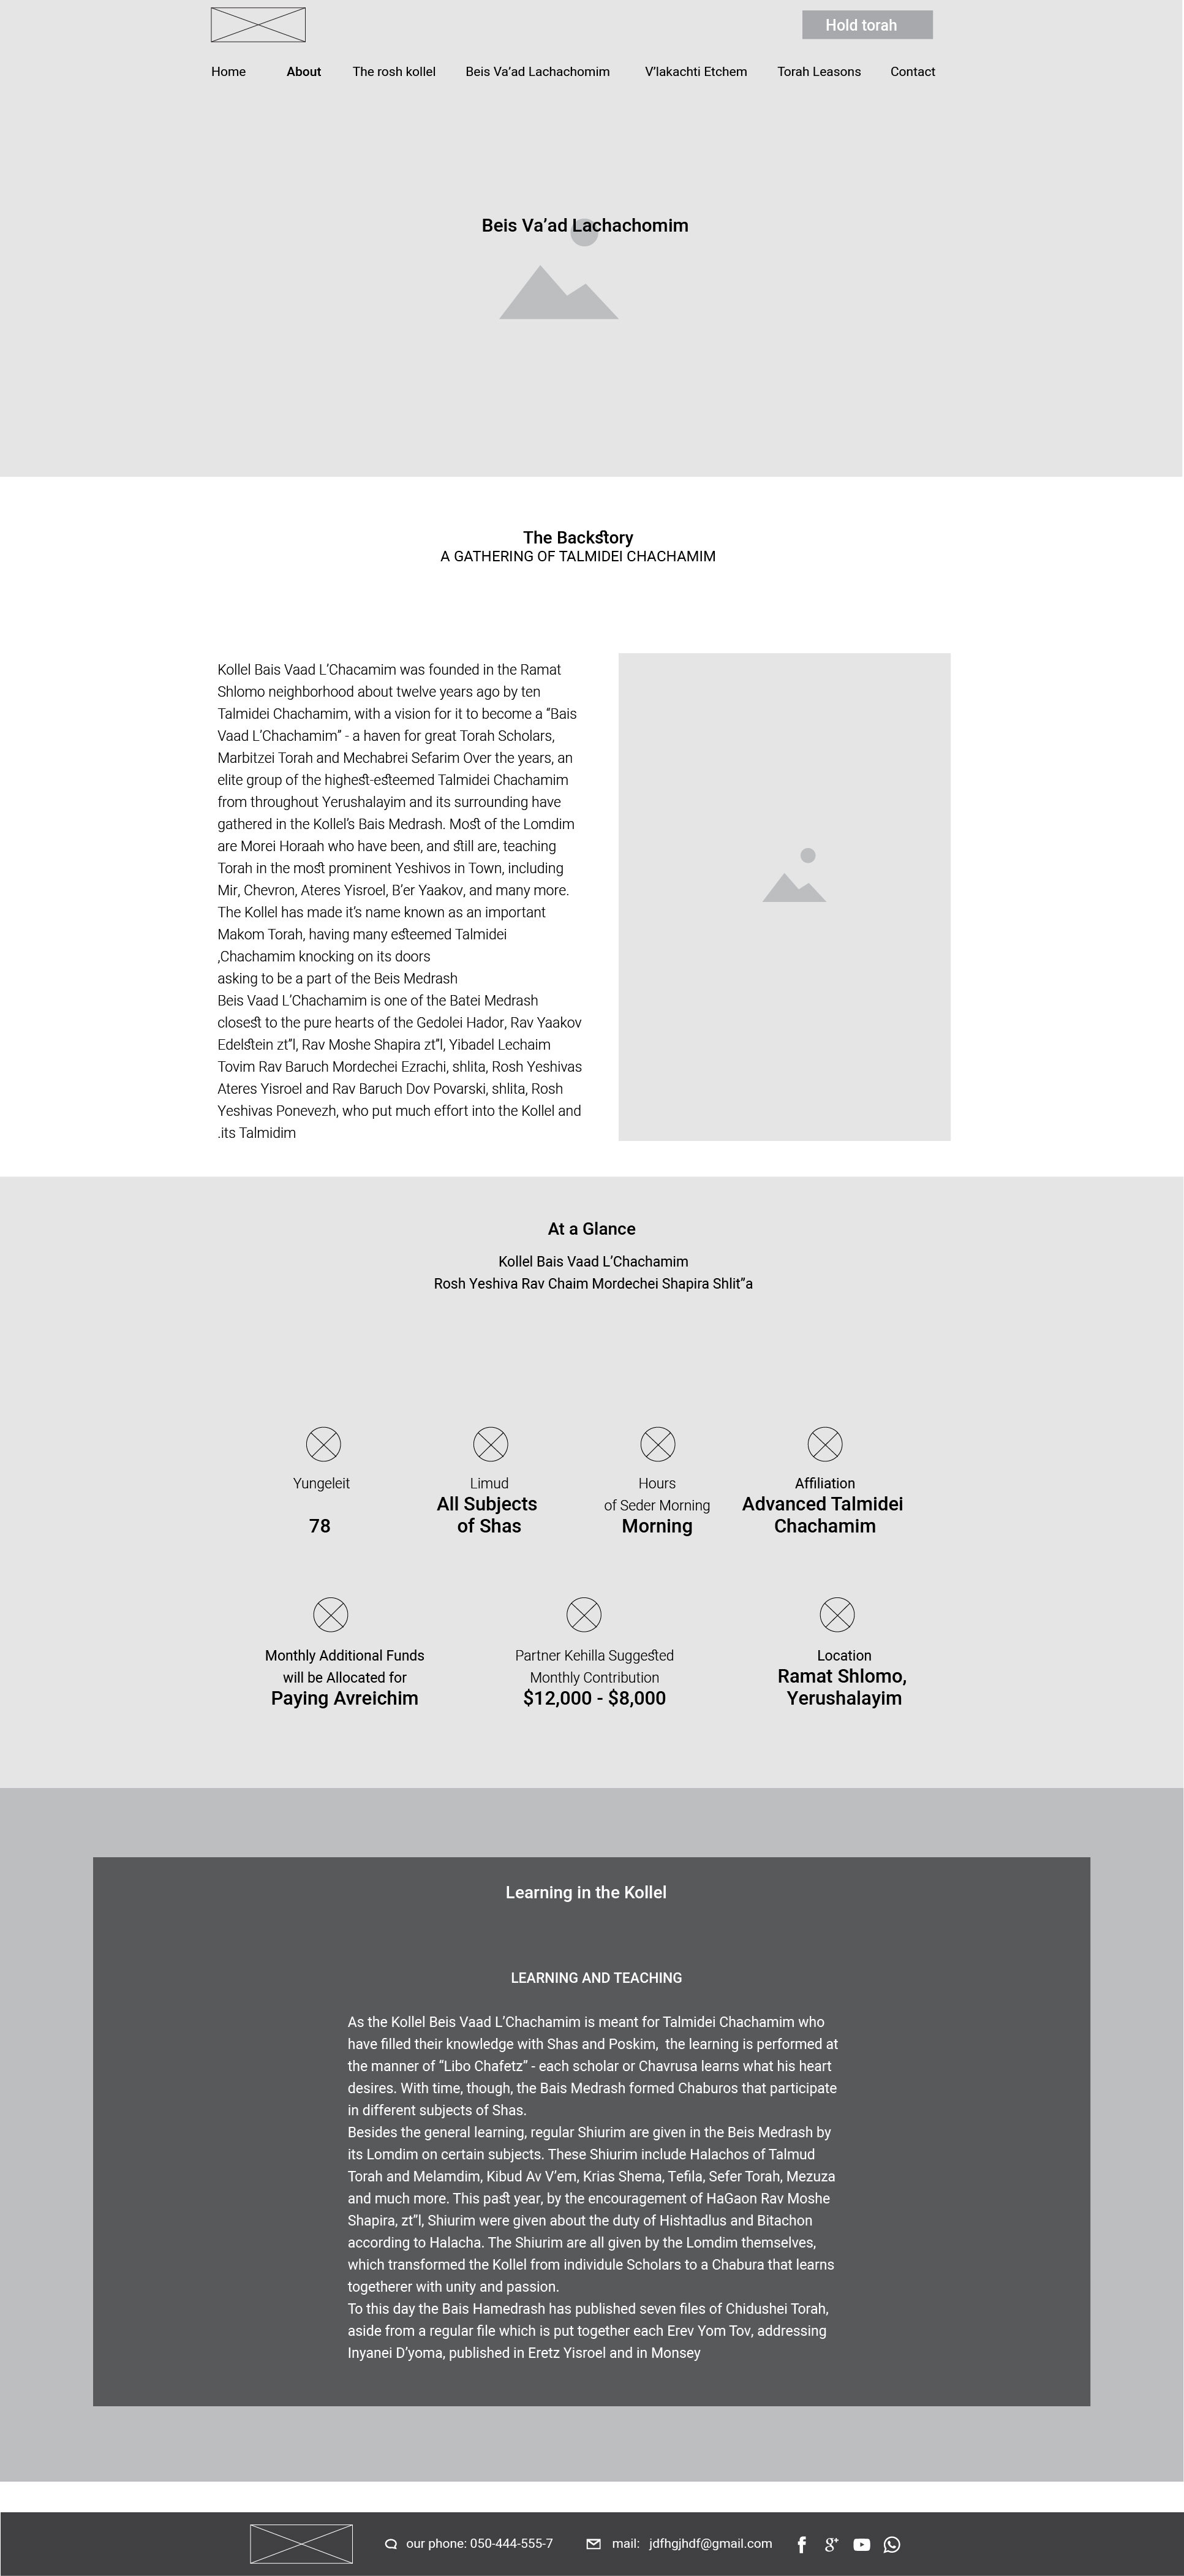 Hold torah
Home About The rosh kollel Beis Va’ad Lachachomim V’lakachti Etchem Torah Leasons Contact
Beis Va’ad Lachachomim
The Backstory
A GATHERING OF TALMIDEI CHACHAMIM
Kollel Bais Vaad L’Chacamim was founded in the Ramat
Shlomo neighborhood about twelve years ago by ten
Talmidei Chachamim, with a vision for it to become a “Bais
Vaad L’Chachamim” - a haven for great Torah Scholars,
Marbitzei Torah and Mechabrei Sefarim Over the years, an
elite group of the highest-esteemed Talmidei Chachamim
from throughout Yerushalayim and its surrounding have
gathered in the Kollel’s Bais Medrash. Most of the Lomdim
are Morei Horaah who have been, and still are, teaching
Torah in the most prominent Yeshivos in Town, including
Mir, Chevron, Ateres Yisroel, B’er Yaakov, and many more.
The Kollel has made it’s name known as an important
Makom Torah, having many esteemed Talmidei
,Chachamim knocking on its doors
asking to be a part of the Beis Medrash
Beis Vaad L’Chachamim is one of the Batei Medrash
closest to the pure hearts of the Gedolei Hador, Rav Yaakov
Edelstein zt”l, Rav Moshe Shapira zt”l, Yibadel Lechaim
Tovim Rav Baruch Mordechei Ezrachi, shlita, Rosh Yeshivas
Ateres Yisroel and Rav Baruch Dov Povarski, shlita, Rosh
Yeshivas Ponevezh, who put much effort into the Kollel and
.its Talmidim
At a Glance
Kollel Bais Vaad L’Chachamim
Rosh Yeshiva Rav Chaim Mordechei Shapira Shlit”a
Yungeleit
78
Limud
All Subjects
of Shas
Hours
of Seder Morning
Morning
Affiliation
Advanced Talmidei
Chachamim
Monthly Additional Funds
will be Allocated for
Paying Avreichim
Partner Kehilla Suggested
Monthly Contribution
$12,000 - $8,000
Location
Ramat Shlomo,
Yerushalayim
Learning in the Kollel
LEARNING AND TEACHING
As the Kollel Beis Vaad L’Chachamim is meant for Talmidei Chachamim who
have filled their knowledge with Shas and Poskim,  the learning is performed at
the manner of “Libo Chafetz” - each scholar or Chavrusa learns what his heart
desires. With time, though, the Bais Medrash formed Chaburos that participate
in different subjects of Shas.
Besides the general learning, regular Shiurim are given in the Beis Medrash by
its Lomdim on certain subjects. These Shiurim include Halachos of Talmud
Torah and Melamdim, Kibud Av V’em, Krias Shema, Tefila, Sefer Torah, Mezuza
and much more. This past year, by the encouragement of HaGaon Rav Moshe
Shapira, zt”l, Shiurim were given about the duty of Hishtadlus and Bitachon
according to Halacha. The Shiurim are all given by the Lomdim themselves,
which transformed the Kollel from individule Scholars to a Chabura that learns
togetherer with unity and passion.
To this day the Bais Hamedrash has published seven files of Chidushei Torah,
aside from a regular file which is put together each Erev Yom Tov, addressing
Inyanei D’yoma, published in Eretz Yisroel and in Monsey
our phone: 050-444-555-7 mail: jdfhgjhdf@gmail.com